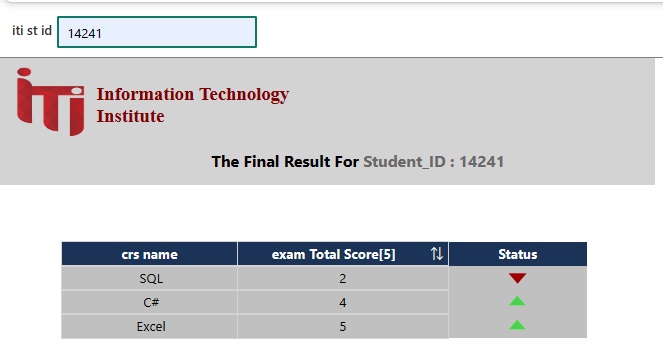 iti st id 14241
iTi Information Technology
Institute
The Final Result For Student_ID : 14241
crs name exam Total Score[5] Status
SQL 2
C# 4
Excel 5